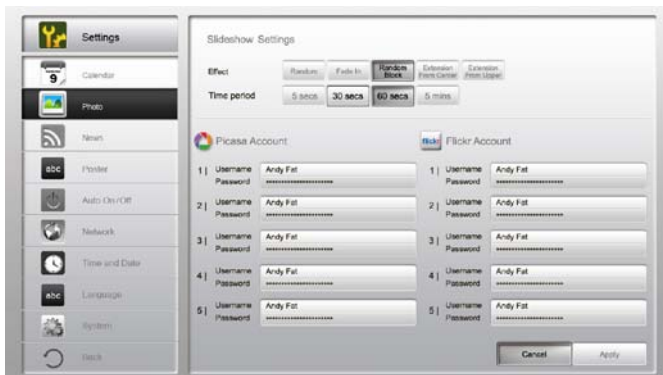 Settings
9
Calendar
Photo
News
abc
Poster
Auto On/Off
Network
Time and Date
abc
Language
System
Back
Slideshow Settings
Effect
Random
Fade In
Random Block
Extension From Center
Extension From Upper
Time period
5 secs
30 secs
60 secs
5 mins
Picasa Account
1| Username Andy Fat
Password ••••••••••••••••••••••
2| Username Andy Fat
Password ••••••••••••••••••••••
3| Username Andy Fat
Password ••••••••••••••••••••••
4| Username Andy Fat
Password ••••••••••••••••••••••
5| Username Andy Fat
Password ••••••••••••••••••••••
flickr Flickr Account
1| Username Andy Fat
Password ••••••••••••••••••••••
2| Username Andy Fat
Password ••••••••••••••••••••••
3| Username Andy Fat
Password ••••••••••••••••••••••
4| Username Andy Fat
Password ••••••••••••••••••••••
5| Username Andy Fat
Password ••••••••••••••••••••••
Cancel
Apply